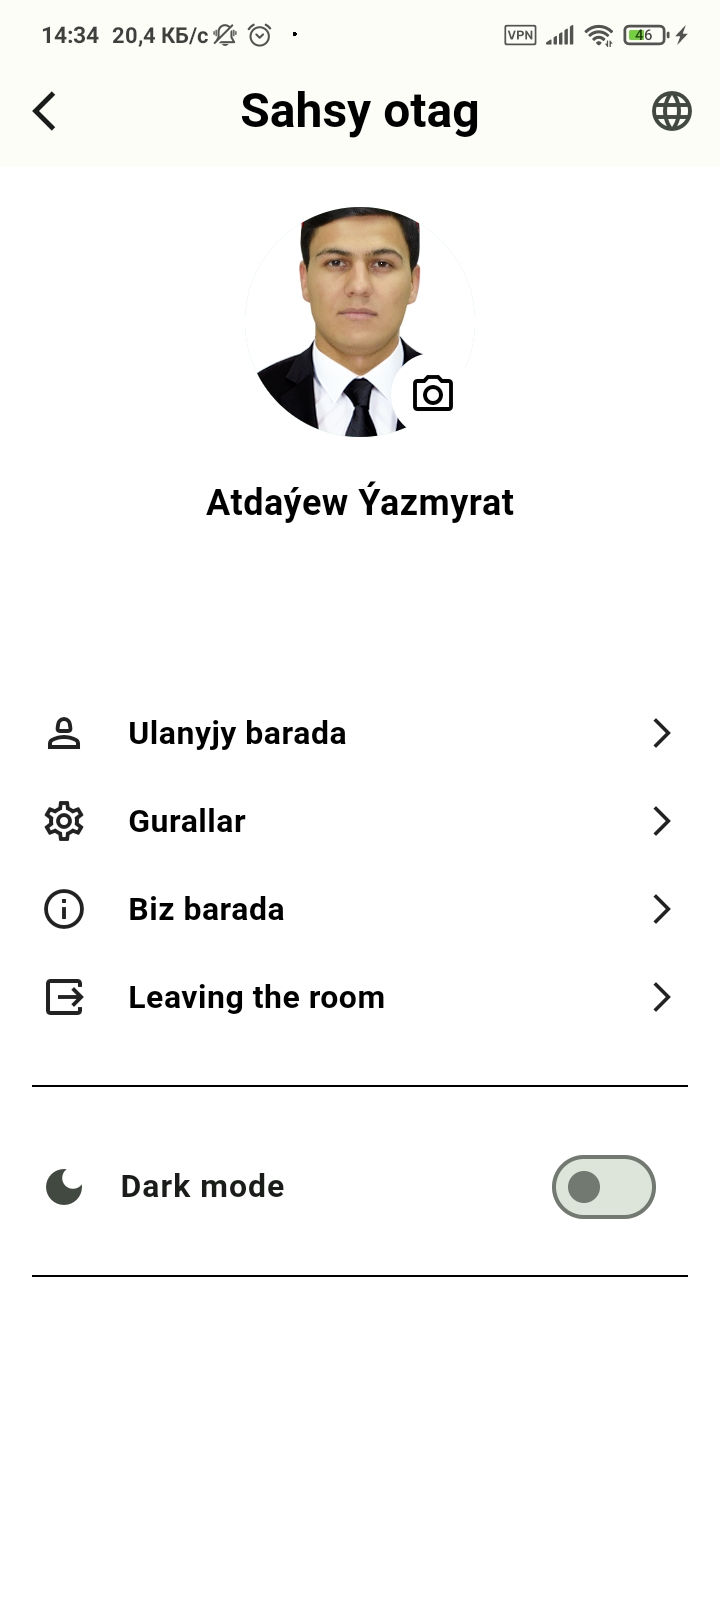 14:34 20,4 КБ/с VPN 46
Sahsy otag
Atdaýew Ýazmyrat
Ulanyjy barada
Gurallar
Biz barada
Leaving the room
Dark mode